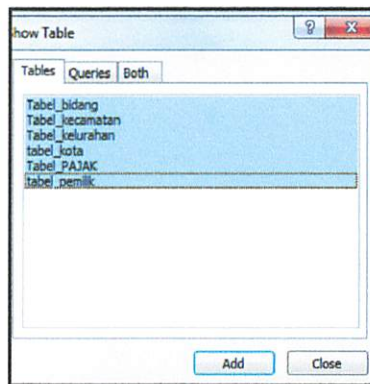 how Table
?
x
Tables Queries Both
Tabel_bidang
Tabel_kecamatan
Tabel_kelurahan
tabel_kota
Tabel_PAJAK
tabel_pemilik
Add Close